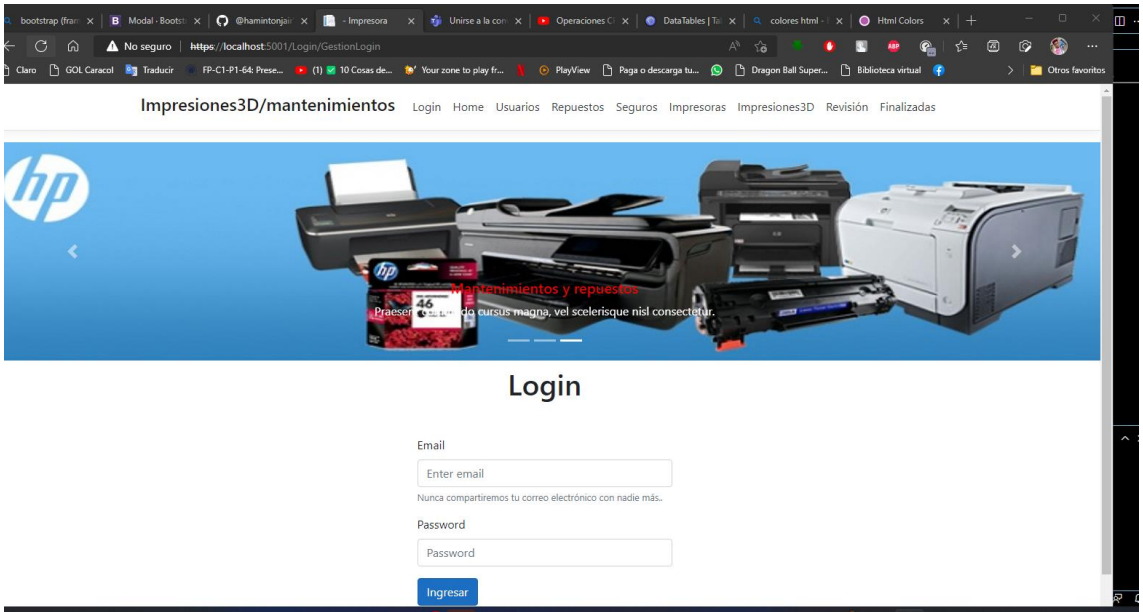 bootstrap (fram
Modal · Bootst
@hamintonjair
- Impresora
Unirse a la com
Operaciones C
DataTables | Tal
colores html -
Html Colors
No seguro
https://localhost:5001/Login/GestionLogin
Claro
GOL Caracol
Traducir
FP-C1-P1-64: Prese...
(1) 10 Cosas de...
Your zone to play fr...
PlayView
Paga o descarga tu...
Dragon Ball Super...
Biblioteca virtual
Otros favoritos
Impresiones3D/mantenimientos
Login Home Usuarios Repuestos Seguros Impresoras Impresiones3D Revisión Finalizadas
hp
hp
46
Mantenimientos y repuestos
cursus magna, vel scelerisque nisl consectetur.
Login
Email
Enter email
Nunca compartiremos tu correo electrónico con nadie más..
Password
Password
Ingresar